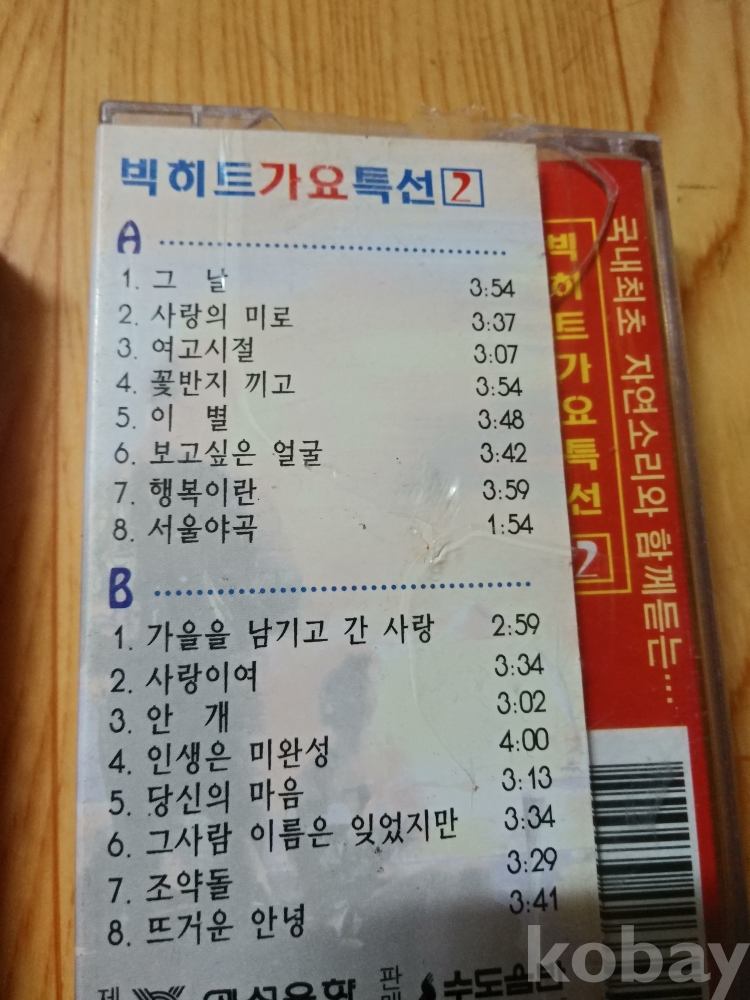 빅히트가요특선 2
A
1. 그 날 3:54
2. 사랑의 미로 3:37
3. 여고시절 3:07
4. 꽃반지 끼고 3:54
5. 이 별 3:48
6. 보고싶은 얼굴 3:42
7. 행복이란 3:59
8. 서울야곡 1:54
B
1. 가을을 남기고 간 사랑 2:59
2. 사랑이여 3:34
3. 안 개 3:02
4. 인생은 미완성 4:00
5. 당신의 마음 3:13
6. 그사람 이름은 잊었지만 3:34
7. 조약돌 3:29
8. 뜨거운 안녕 3:41
빅히트가요특선 2
국내최초 자연소리와 함께듣는...
kobay